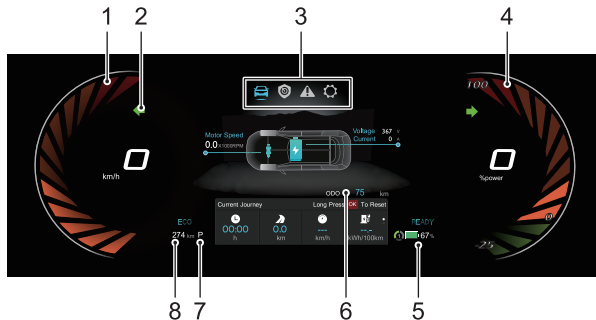 1 2 3 4
100
Motor Speed
0.0 X1000RPM
Voltage 367 V
Current 0 A
0
km/h
0
%power
ODO 75 km
Current Journey Long Press OK To Reset
00:00 0.0 --- --.-
h km km/h kWh/100km
0
-25
ECO
274 km P
READY
67%
8 7 6 5